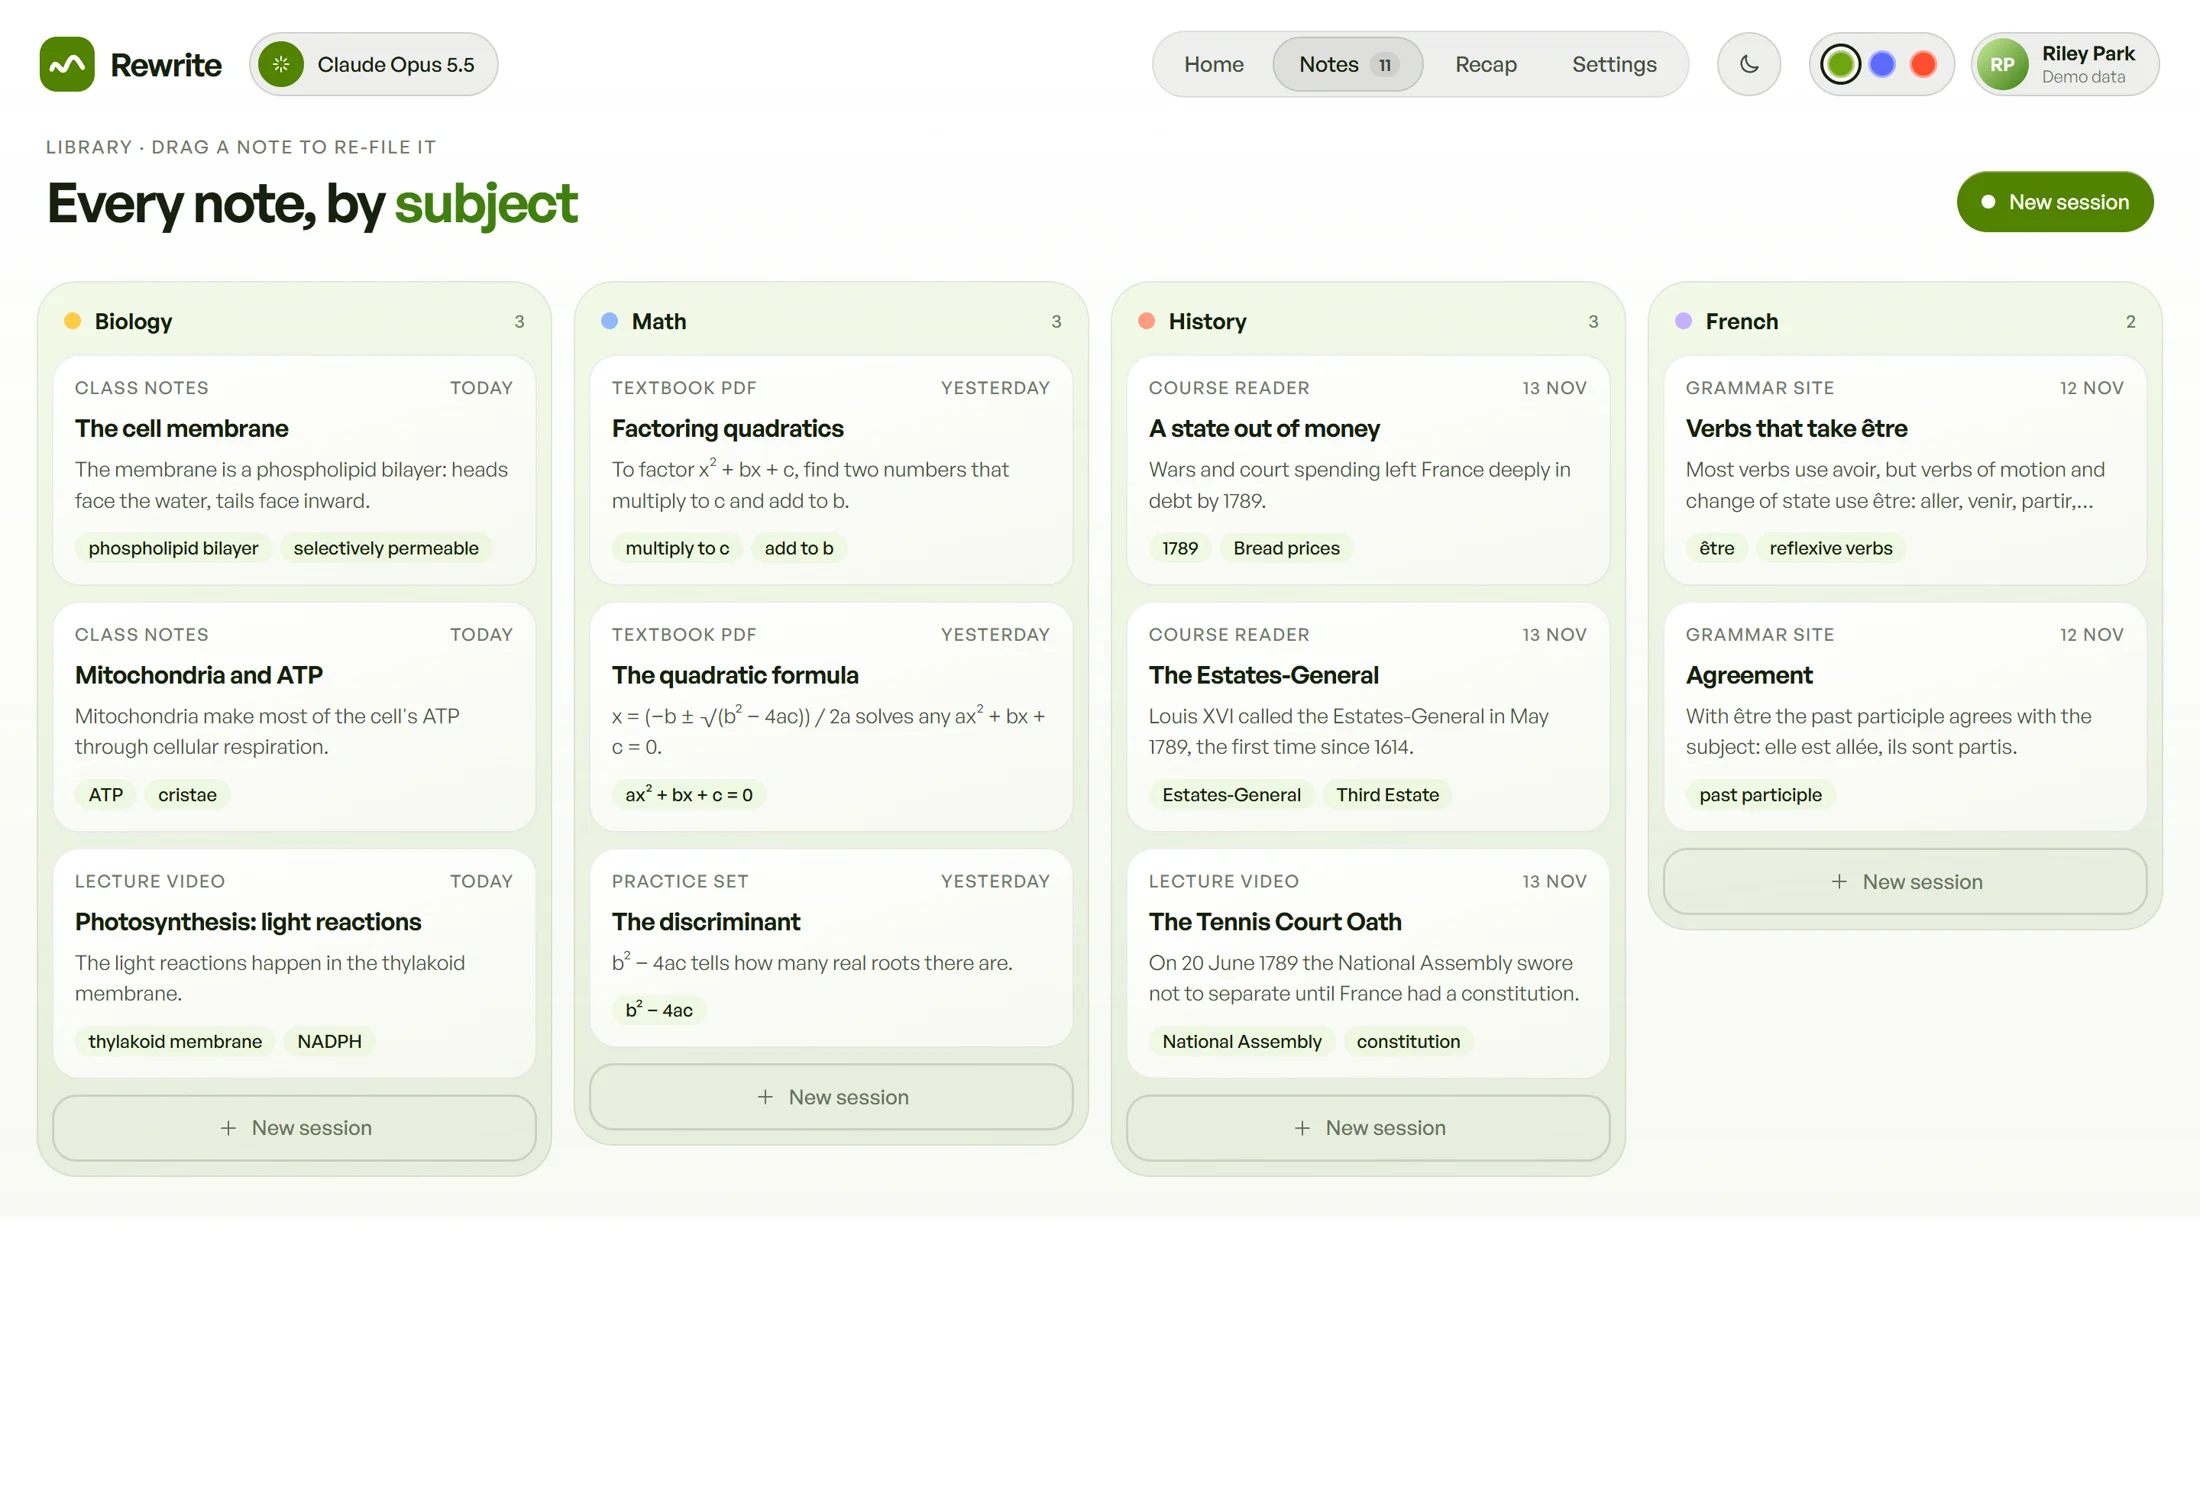 Rewrite
Claude Opus 5.5
Home
Notes 11
Recap
Settings
RP
Riley Park
Demo data
LIBRARY · DRAG A NOTE TO RE-FILE IT
Every note, by subject
New session
Biology 3
CLASS NOTES TODAY
The cell membrane
The membrane is a phospholipid bilayer: heads
face the water, tails face inward.
phospholipid bilayer selectively permeable
CLASS NOTES TODAY
Mitochondria and ATP
Mitochondria make most of the cell's ATP
through cellular respiration.
ATP cristae
LECTURE VIDEO TODAY
Photosynthesis: light reactions
The light reactions happen in the thylakoid
membrane.
thylakoid membrane NADPH
+ New session
Math 3
TEXTBOOK PDF YESTERDAY
Factoring quadratics
To factor x² + bx + c, find two numbers that
multiply to c and add to b.
multiply to c add to b
TEXTBOOK PDF YESTERDAY
The quadratic formula
x = (−b ± √(b² − 4ac)) / 2a solves any ax² + bx +
c = 0.
ax² + bx + c = 0
PRACTICE SET YESTERDAY
The discriminant
b² − 4ac tells how many real roots there are.
b² − 4ac
+ New session
History 3
COURSE READER 13 NOV
A state out of money
Wars and court spending left France deeply in
debt by 1789.
1789 Bread prices
COURSE READER 13 NOV
The Estates-General
Louis XVI called the Estates-General in May
1789, the first time since 1614.
Estates-General Third Estate
LECTURE VIDEO 13 NOV
The Tennis Court Oath
On 20 June 1789 the National Assembly swore
not to separate until France had a constitution.
National Assembly constitution
+ New session
French 2
GRAMMAR SITE 12 NOV
Verbs that take être
Most verbs use avoir, but verbs of motion and
change of state use être: aller, venir, partir,...
être reflexive verbs
GRAMMAR SITE 12 NOV
Agreement
With être the past participle agrees with the
subject: elle est allée, ils sont partis.
past participle
+ New session